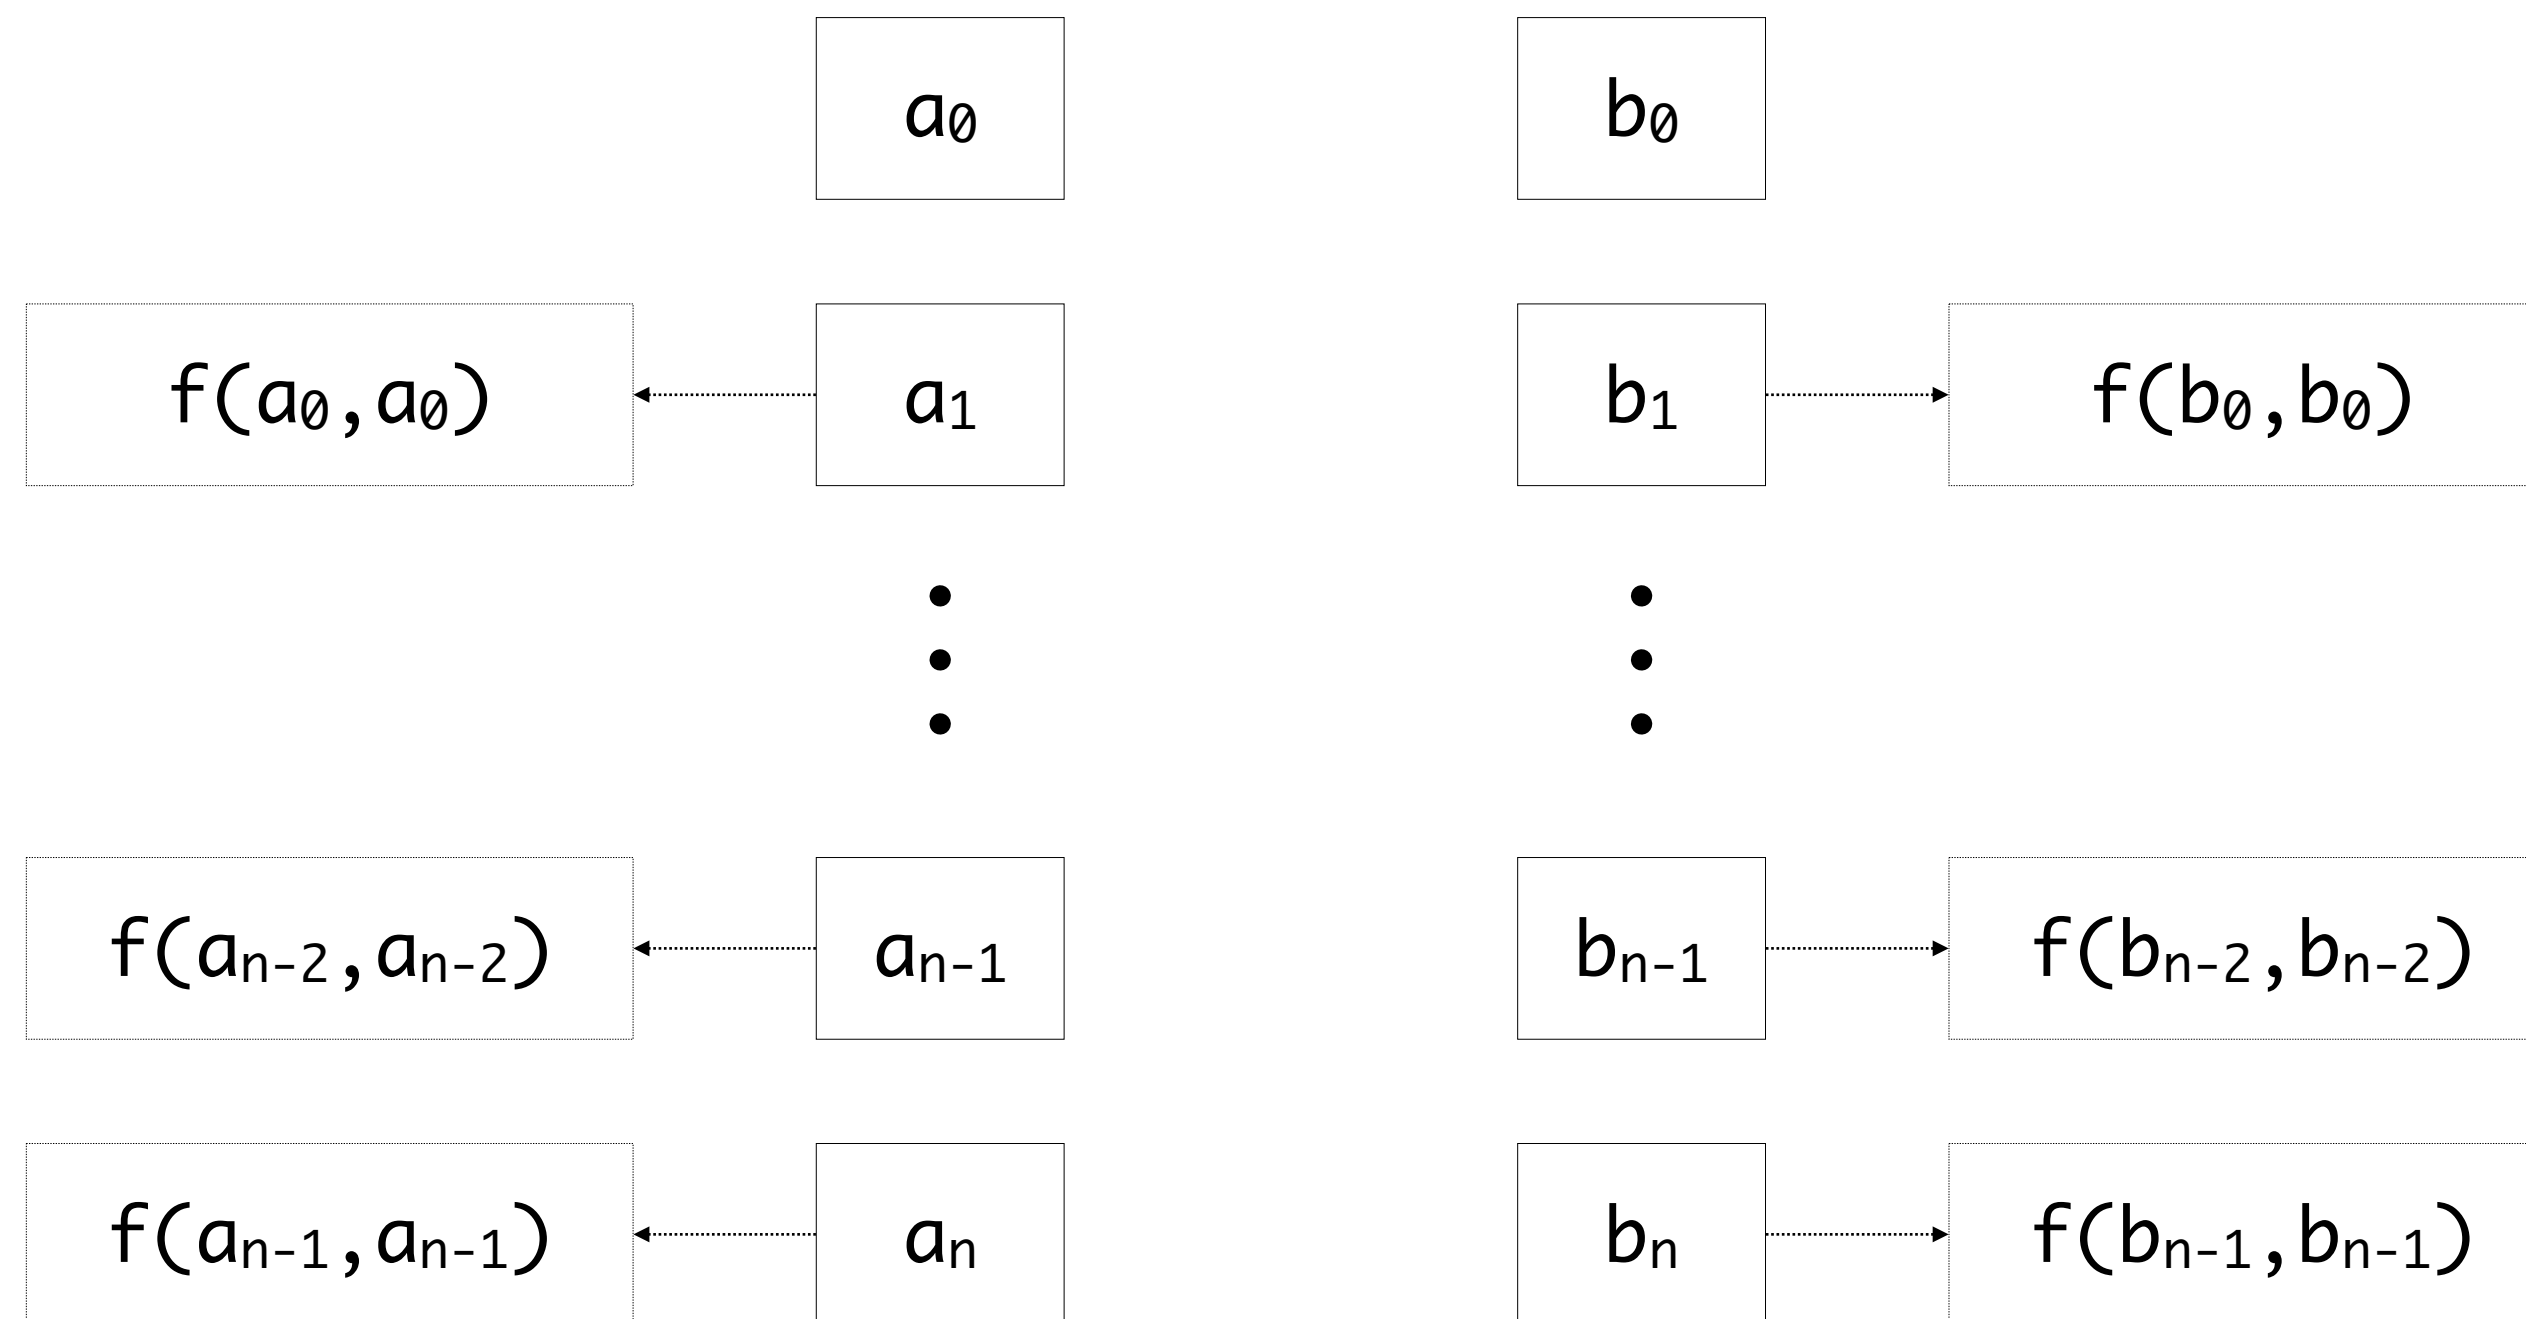 a₀ b₀
f(a₀,a₀) a₁ b₁ f(b₀,b₀)
f(aₙ₋₂,aₙ₋₂) aₙ₋₁ bₙ₋₁ f(bₙ₋₂,bₙ₋₂)
f(aₙ₋₁,aₙ₋₁) aₙ bₙ f(bₙ₋₁,bₙ₋₁)